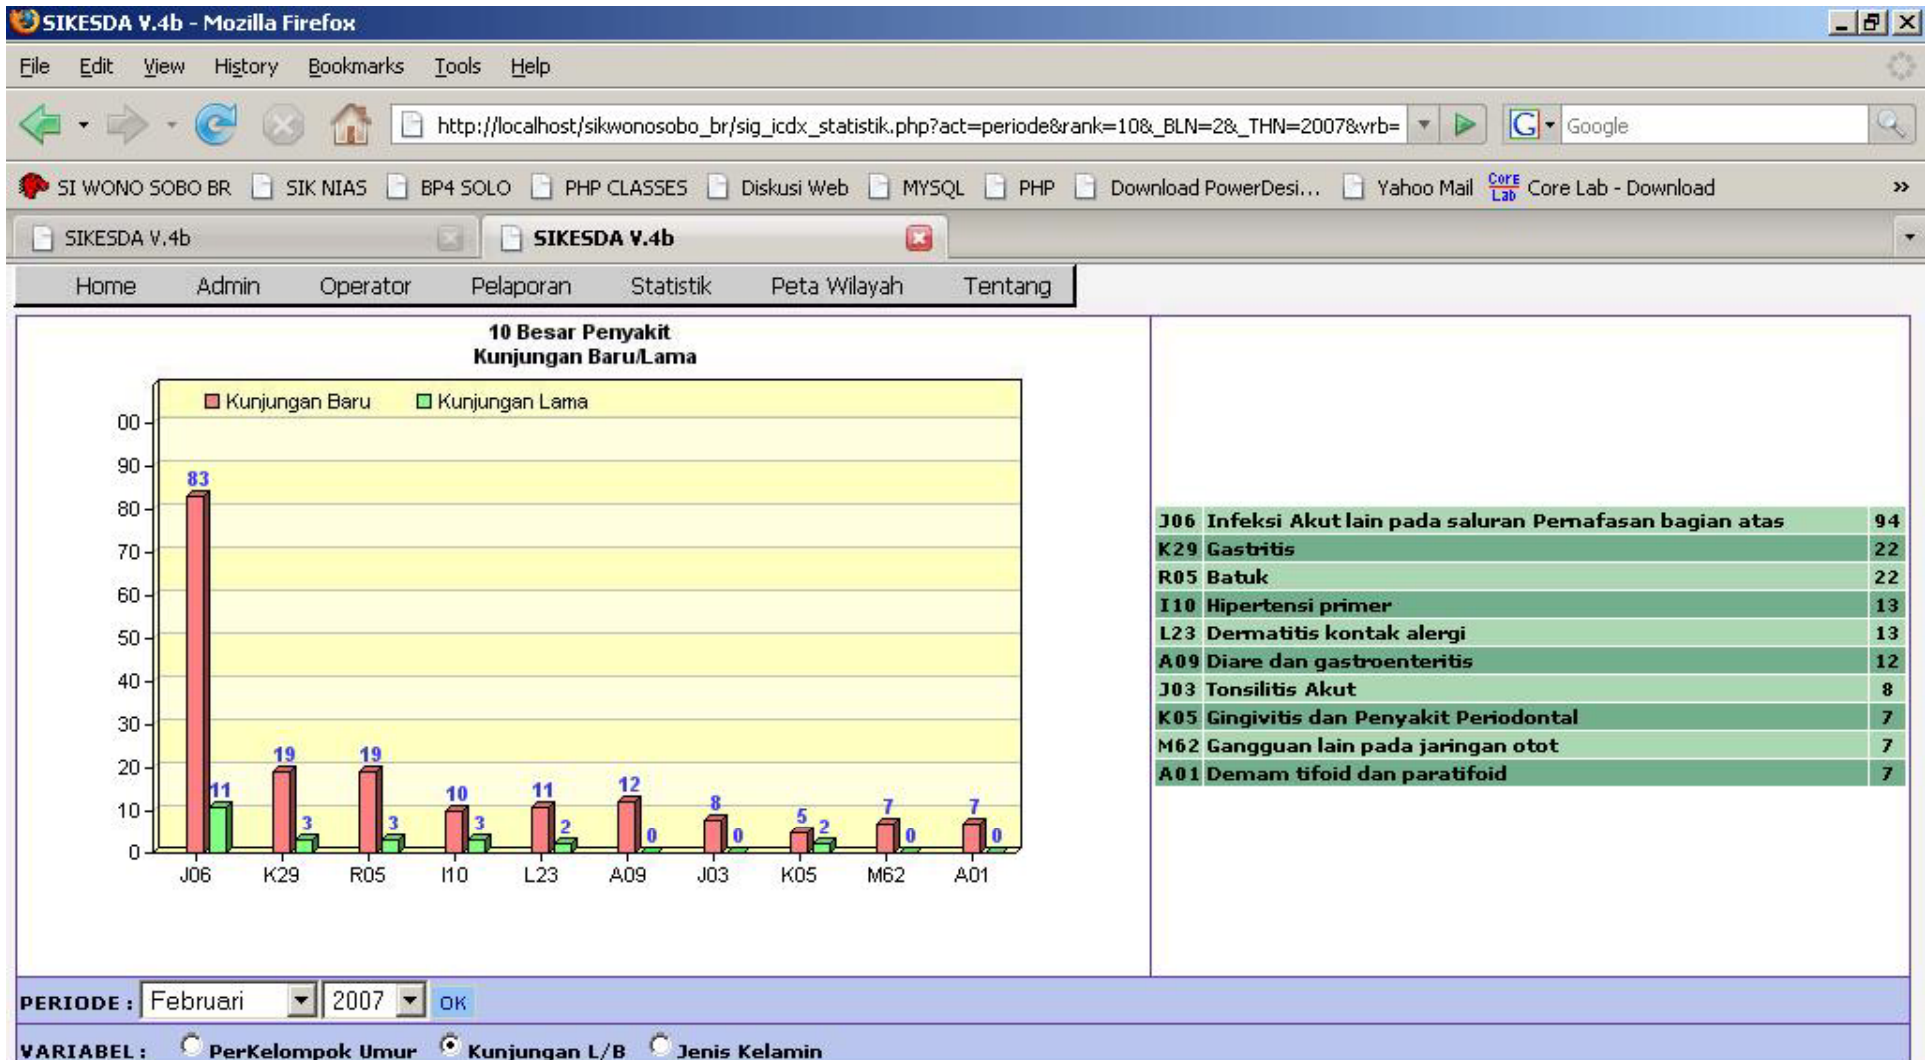 SIKESDA V.4b - Mozilla Firefox
File Edit View History Bookmarks Tools Help
http://localhost/sikwonosobo_br/sig_icdx_statistik.php?act=periode&rank=10&_BLN=2&_THN=2007&vrb= G Google
SI WONO SOBO BR SIK NIAS BP4 SOLO PHP CLASSES Diskusi Web MYSQL PHP Download PowerDesi... Yahoo Mail Core Lab Core Lab - Download »
SIKESDA V.4b SIKESDA V.4b
Home Admin Operator Pelaporan Statistik Peta Wilayah Tentang
10 Besar Penyakit
Kunjungan Baru/Lama
Kunjungan Baru Kunjungan Lama
00
90
80
70
60
50
40
30
20
10
0
83 11 19 3 19 3 10 3 11 2 12 0 8 0 5 2 7 0 7 0
J06 K29 R05 I10 L23 A09 J03 K05 M62 A01
J06 Infeksi Akut lain pada saluran Pernafasan bagian atas 94
K29 Gastritis 22
R05 Batuk 22
I10 Hipertensi primer 13
L23 Dermatitis kontak alergi 13
A09 Diare dan gastroenteritis 12
J03 Tonsilitis Akut 8
K05 Gingivitis dan Penyakit Periodontal 7
M62 Gangguan lain pada jaringan otot 7
A01 Demam tifoid dan paratifoid 7
PERIODE : Februari 2007 OK
VARIABEL : PerKelompok Umur Kunjungan L/B Jenis Kelamin